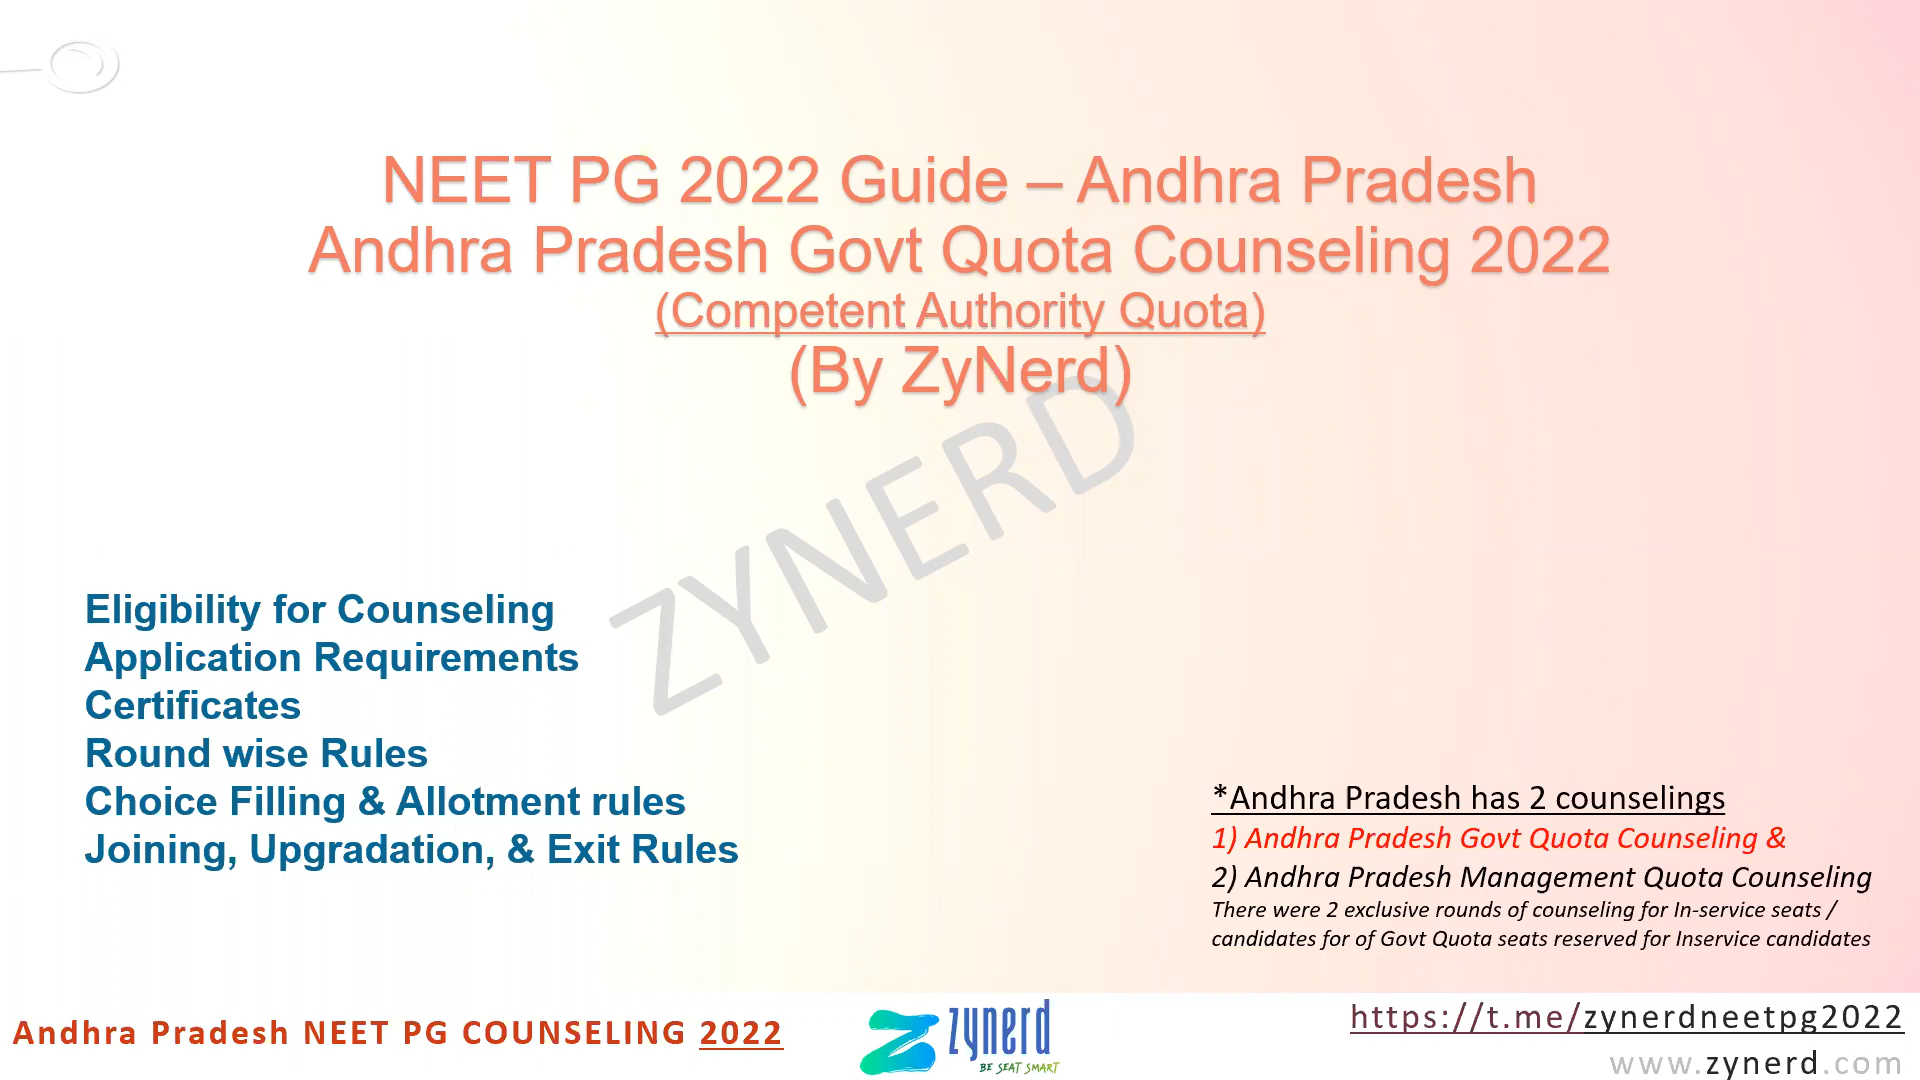 NEET PG 2022 Guide – Andhra Pradesh
Andhra Pradesh Govt Quota Counseling 2022
(Competent Authority Quota)
(By ZyNerd)
ZYNERD
Eligibility for Counseling
Application Requirements
Certificates
Round wise Rules
Choice Filling & Allotment rules
Joining, Upgradation, & Exit Rules
*Andhra Pradesh has 2 counselings
1) Andhra Pradesh Govt Quota Counseling &
2) Andhra Pradesh Management Quota Counseling
There were 2 exclusive rounds of counseling for In-service seats /
candidates for of Govt Quota seats reserved for Inservice candidates
Andhra Pradesh NEET PG COUNSELING 2022
zynerd
BE SEAT SMART
https://t.me/zynerdneetpg2022
www.zynerd.com